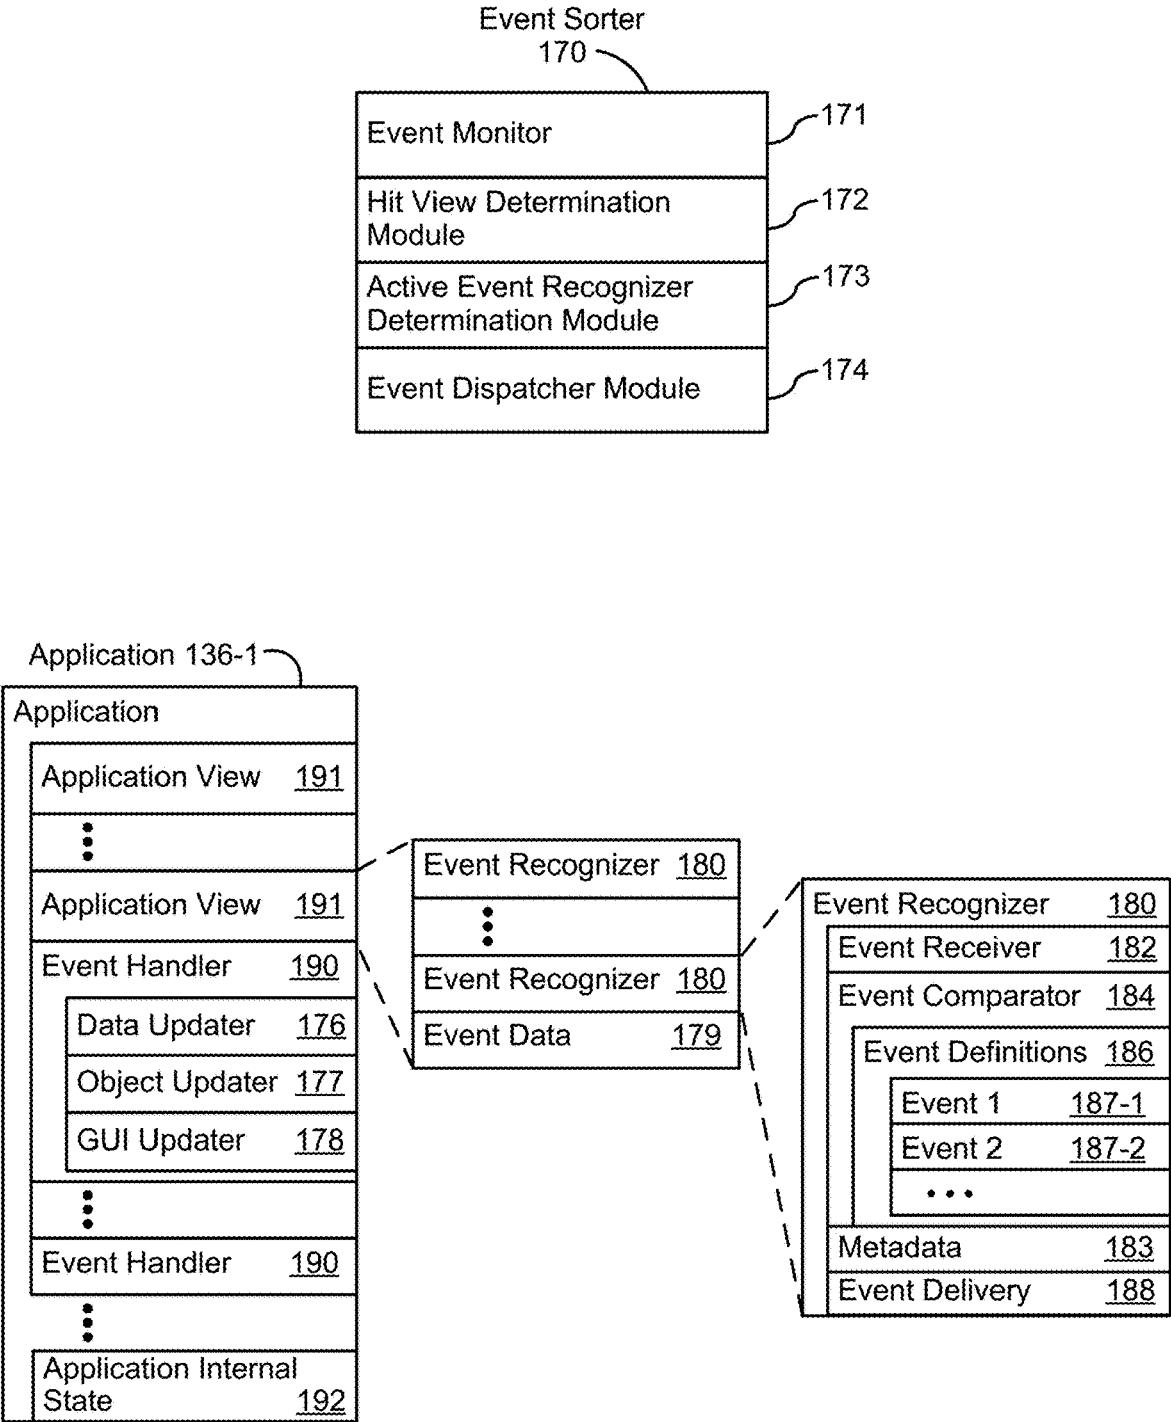 Event Sorter
170
Event Monitor
171
Hit View Determination
Module
172
Active Event Recognizer
Determination Module
173
Event Dispatcher Module
174
Application 136-1
Application
Application View 191
Application View 191
Event Handler 190
Data Updater 176
Object Updater 177
GUI Updater 178
Event Handler 190
Application Internal
State 192
Event Recognizer 180
Event Recognizer 180
Event Data 179
Event Recognizer 180
Event Receiver 182
Event Comparator 184
Event Definitions 186
Event 1 187-1
Event 2 187-2
Metadata 183
Event Delivery 188